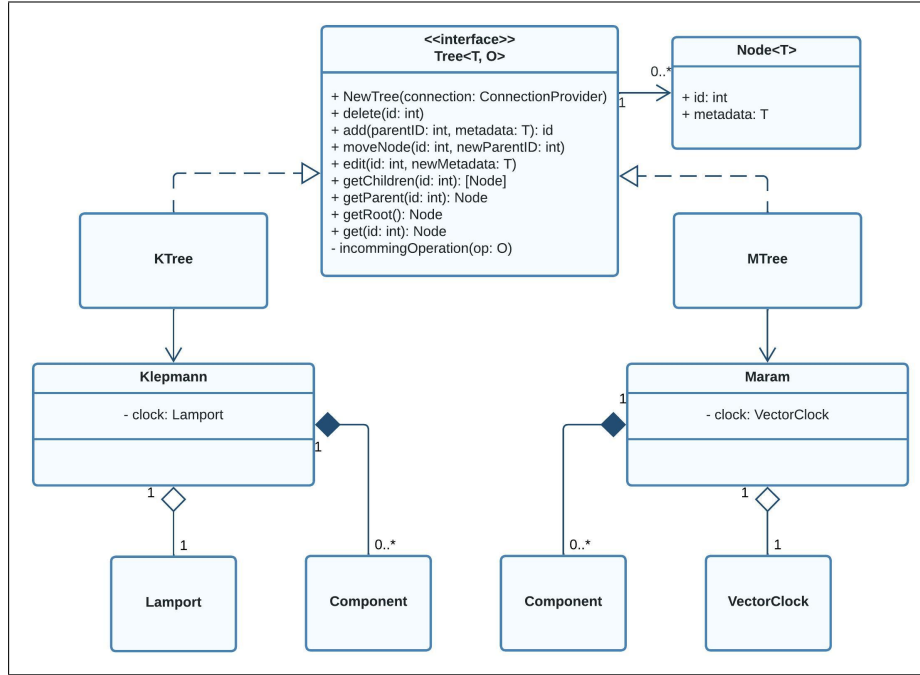 <<interface>>
Tree<T, O>
+ NewTree(connection: ConnectionProvider)
+ delete(id: int)
+ add(parentID: int, metadata: T): id
+ moveNode(id: int, newParentID: int)
+ edit(id: int, newMetadata: T)
+ getChildren(id: int): [Node]
+ getParent(id: int): Node
+ getRoot(): Node
+ get(id: int): Node
- incommingOperation(op: O)
1
0..*
Node<T>
+ id: int
+ metadata: T
KTree
MTree
Klepmann
- clock: Lamport
1
1
1
0..*
Lamport
Component
Maram
- clock: VectorClock
1
1
0..*
1
Component
VectorClock